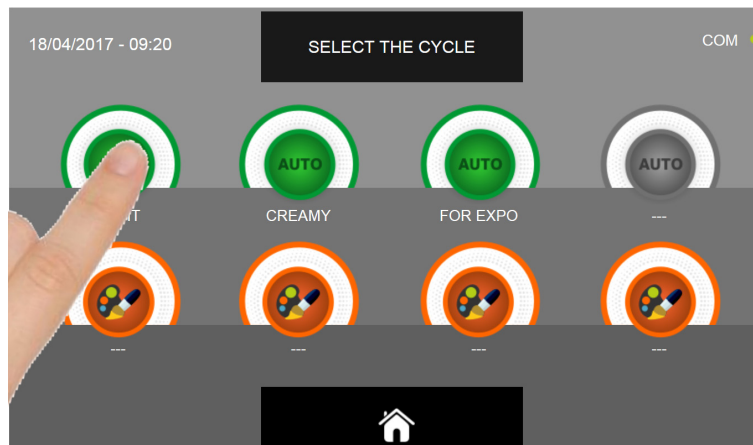 18/04/2017 - 09:20
SELECT THE CYCLE
COM
AUTO
AUTO
AUTO
CREAMY
FOR EXPO
---
---
---
---
---